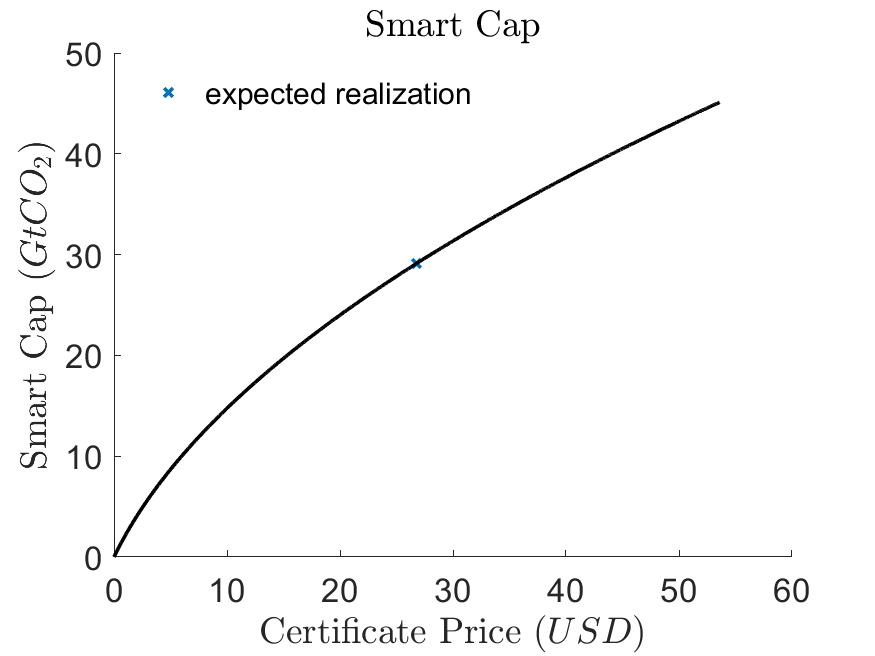 Smart Cap
50
expected realization
40
30
20
10
0
Smart Cap (GtCO₂)
0 10 20 30 40 50 60
Certificate Price (USD)